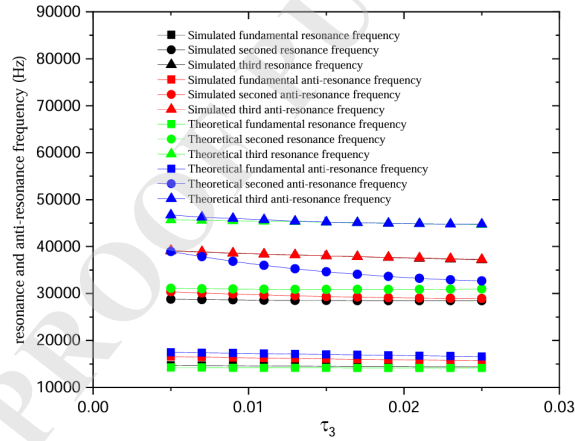 90000
80000
70000
60000
50000
40000
30000
20000
10000
resonance and anti-resonance frequency (Hz)
Simulated fundamental resonance frequency
Simulated seconed resonance frequency
Simulated third resonance frequency
Simulated fundamental anti-resonance frequency
Simulated seconed anti-resonance frequency
Simulated third anti-resonance frequency
Theoretical fundamental resonance frequency
Theoretical seconed resonance frequency
Theoretical third resonance frequency
Theoretical fundamental anti-resonance frequency
Theoretical seconed anti-resonance frequency
Theoretical third anti-resonance frequency
0.00
0.01
0.02
0.03
τ3
PROOF PU